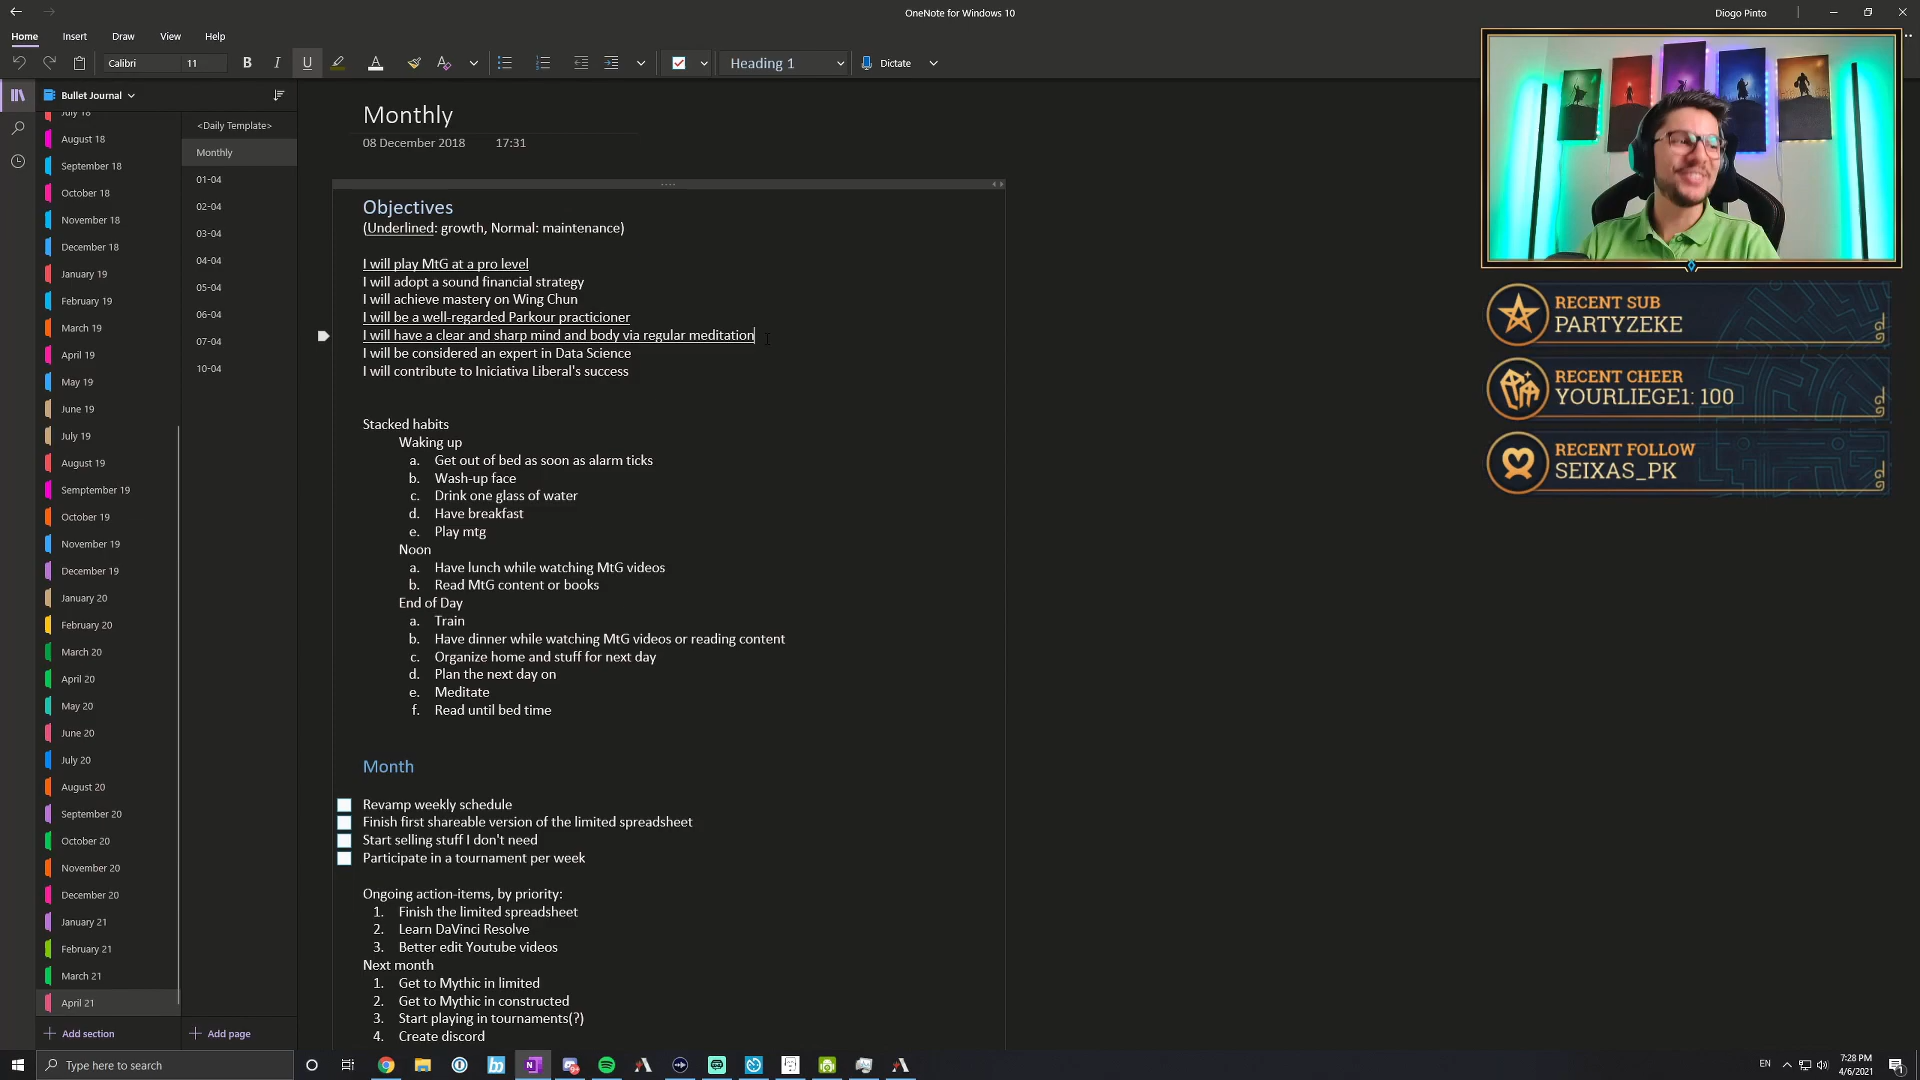 OneNote for Windows 10
Diogo Pinto
Home
Insert
Draw
View
Help
Calibri
11
B
I
U
A
A
Heading 1
Dictate
Bullet Journal
July 18
August 18
September 18
October 18
November 18
December 18
January 19
February 19
March 19
April 19
May 19
June 19
July 19
August 19
Semptember 19
October 19
November 19
December 19
January 20
February 20
March 20
April 20
May 20
June 20
July 20
August 20
September 20
October 20
November 20
December 20
January 21
February 21
March 21
April 21
Add section
<Daily Template>
Monthly
01-04
02-04
03-04
04-04
05-04
06-04
07-04
10-04
Add page
Monthly
08 December 2018 17:31
Objectives
(Underlined: growth, Normal: maintenance)
I will play MtG at a pro level
I will adopt a sound financial strategy
I will achieve mastery on Wing Chun
I will be a well-regarded Parkour practicioner
I will have a clear and sharp mind and body via regular meditation
I will be considered an expert in Data Science
I will contribute to Iniciativa Liberal's success
Stacked habits
Waking up
a. Get out of bed as soon as alarm ticks
b. Wash-up face
c. Drink one glass of water
d. Have breakfast
e. Play mtg
Noon
a. Have lunch while watching MtG videos
b. Read MtG content or books
End of Day
a. Train
b. Have dinner while watching MtG videos or reading content
c. Organize home and stuff for next day
d. Plan the next day on
e. Meditate
f. Read until bed time
Month
Revamp weekly schedule
Finish first shareable version of the limited spreadsheet
Start selling stuff I don't need
Participate in a tournament per week
Ongoing action-items, by priority:
1. Finish the limited spreadsheet
2. Learn DaVinci Resolve
3. Better edit Youtube videos
Next month
1. Get to Mythic in limited
2. Get to Mythic in constructed
3. Start playing in tournaments(?)
4. Create discord
RECENT SUB
PARTYZEKE
RECENT CHEER
YOURLIEGE1: 100
RECENT FOLLOW
SEIXAS_PK
Type here to search
EN
7:28 PM
4/6/2021